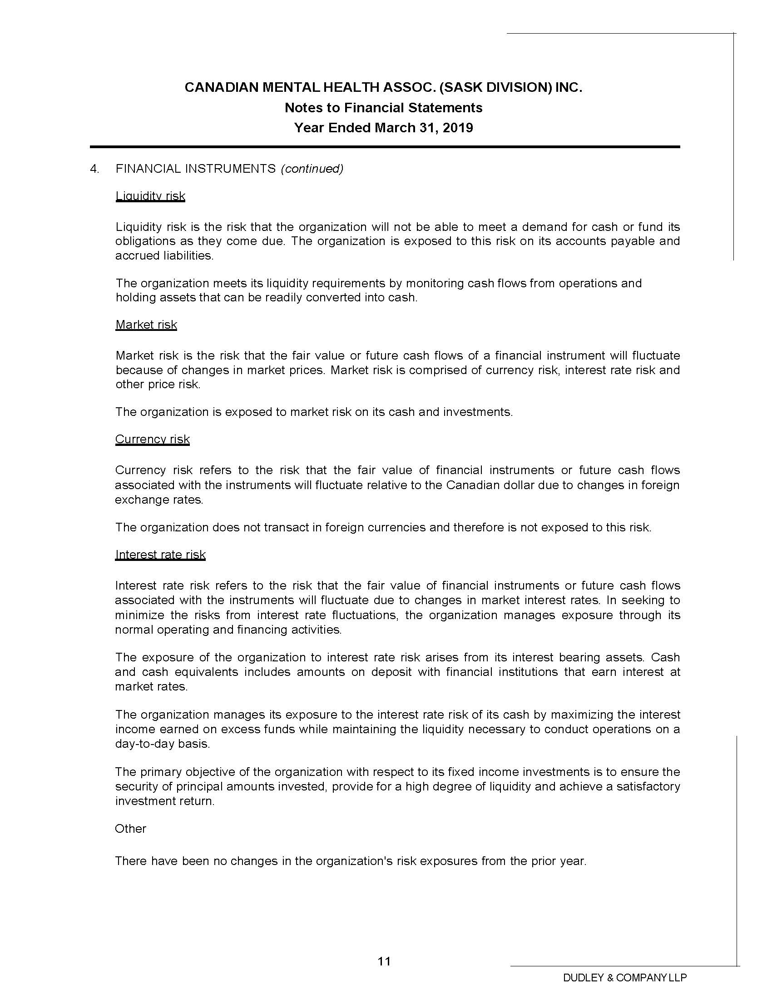 CANADIAN MENTAL HEALTH ASSOC. (SASK DIVISION) INC.
Notes to Financial Statements
Year Ended March 31, 2019
4. FINANCIAL INSTRUMENTS (continued)
Liquidity risk
Liquidity risk is the risk that the organization will not be able to meet a demand for cash or fund its
obligations as they come due. The organization is exposed to this risk on its accounts payable and
accrued liabilities.
The organization meets its liquidity requirements by monitoring cash flows from operations and
holding assets that can be readily converted into cash.
Market risk
Market risk is the risk that the fair value or future cash flows of a financial instrument will fluctuate
because of changes in market prices. Market risk is comprised of currency risk, interest rate risk and
other price risk.
The organization is exposed to market risk on its cash and investments.
Currency risk
Currency risk refers to the risk that the fair value of financial instruments or future cash flows
associated with the instruments will fluctuate relative to the Canadian dollar due to changes in foreign
exchange rates.
The organization does not transact in foreign currencies and therefore is not exposed to this risk.
Interest rate risk
Interest rate risk refers to the risk that the fair value of financial instruments or future cash flows
associated with the instruments will fluctuate due to changes in market interest rates. In seeking to
minimize the risks from interest rate fluctuations, the organization manages exposure through its
normal operating and financing activities.
The exposure of the organization to interest rate risk arises from its interest bearing assets. Cash
and cash equivalents includes amounts on deposit with financial institutions that earn interest at
market rates.
The organization manages its exposure to the interest rate risk of its cash by maximizing the interest
income earned on excess funds while maintaining the liquidity necessary to conduct operations on a
day-to-day basis.
The primary objective of the organization with respect to its fixed income investments is to ensure the
security of principal amounts invested, provide for a high degree of liquidity and achieve a satisfactory
investment return.
Other
There have been no changes in the organization's risk exposures from the prior year.
11
DUDLEY & COMPANY LLP